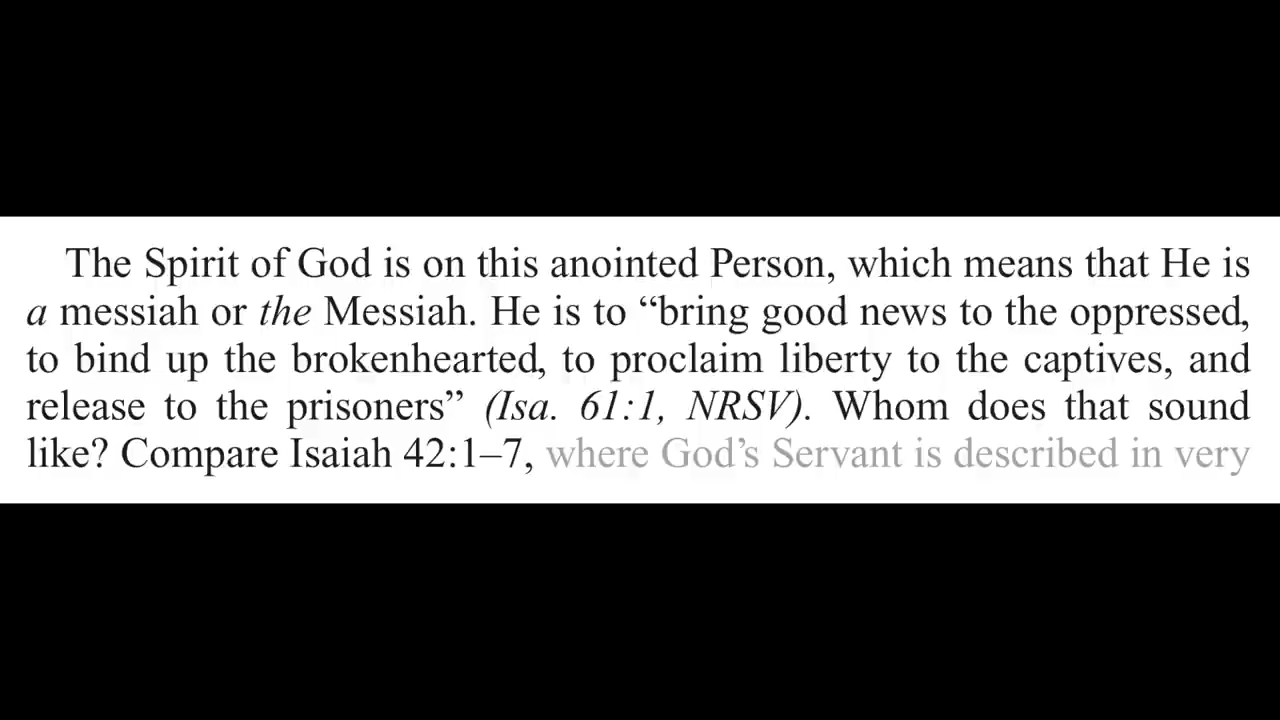 The Spirit of God is on this anointed Person, which means that He is
a messiah or the Messiah. He is to “bring good news to the oppressed,
to bind up the brokenhearted, to proclaim liberty to the captives, and
release to the prisoners” (Isa. 61:1, NRSV). Whom does that sound
like? Compare Isaiah 42:1–7, where God’s Servant is described in very